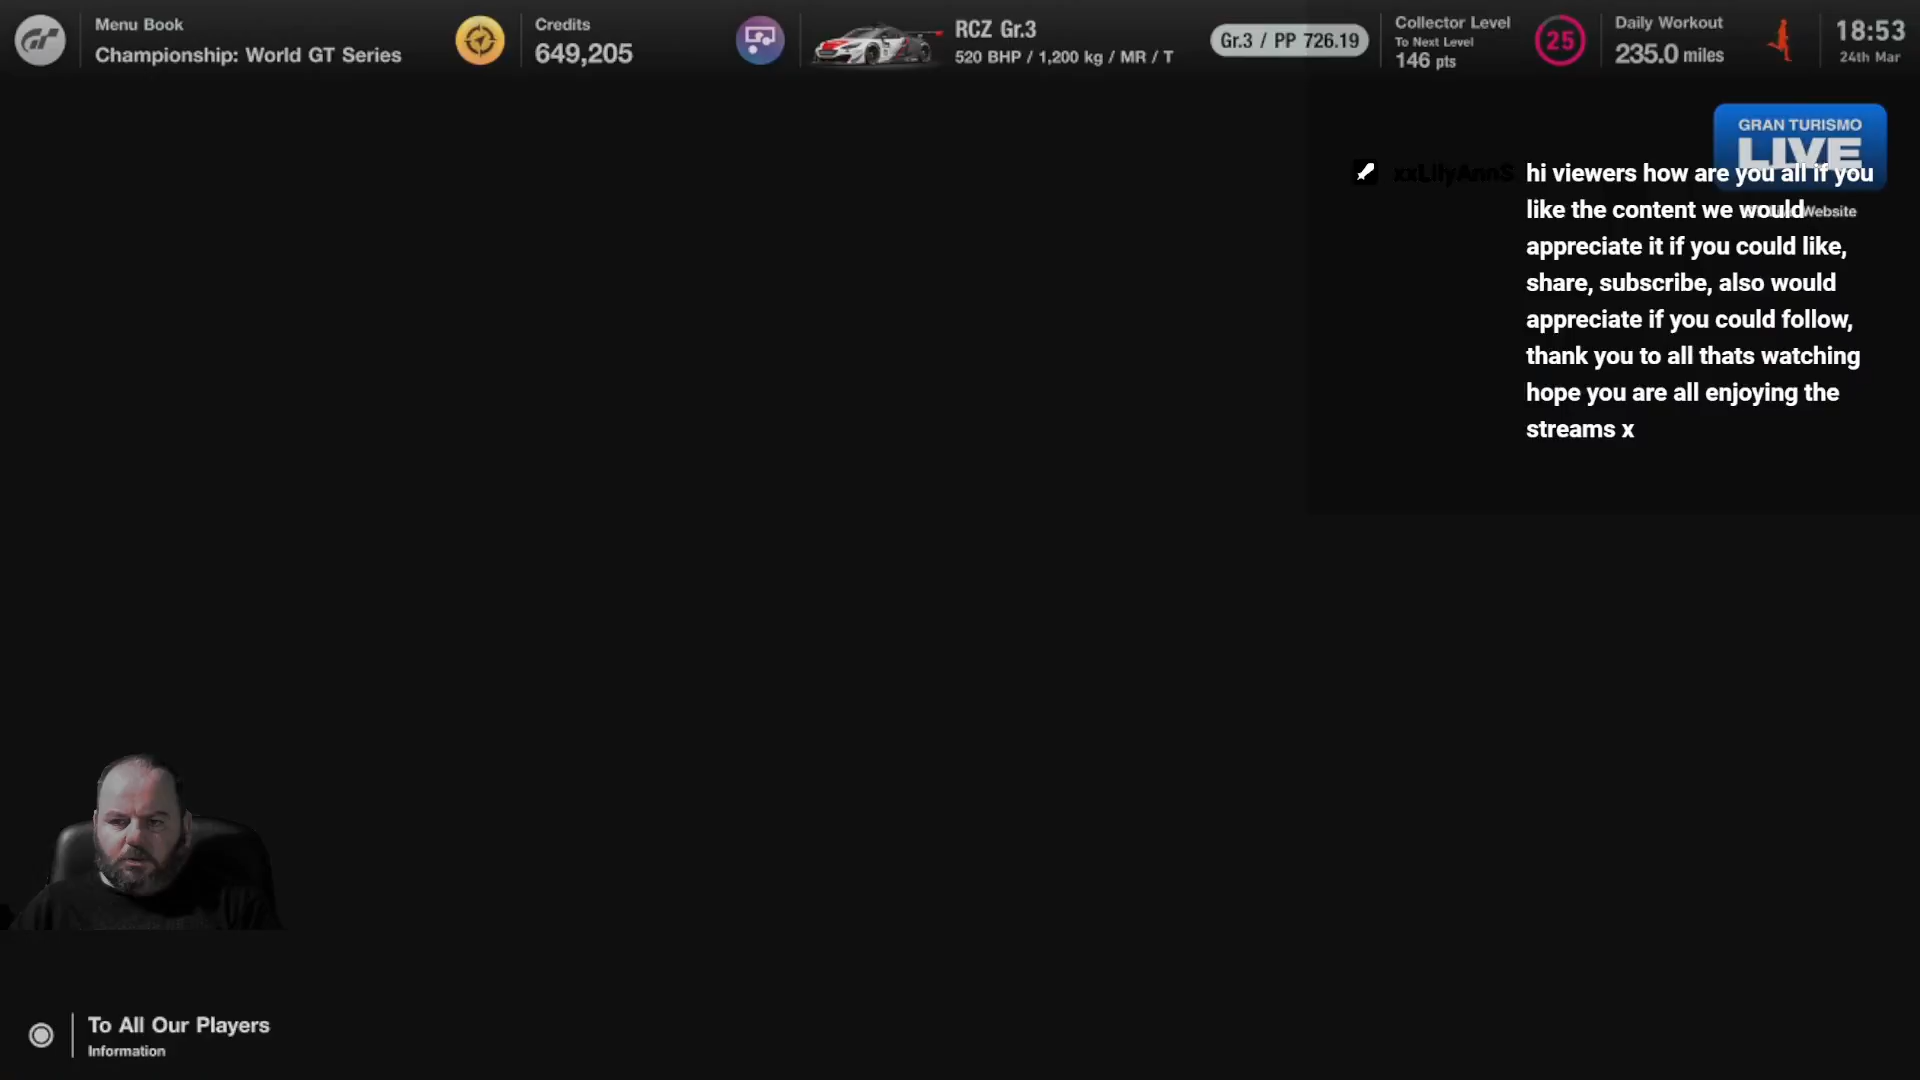 Menu Book
Championship: World GT Series
Credits
649,205
RCZ Gr.3
520 BHP / 1,200 kg / MR / T
Gr.3 / PP 726.19
Collector Level
To Next Level
146 pts
25
Daily Workout
235.0 miles
18:53
24th Mar
GRAN TURISMO
LIVE
Website
xxLilyAnnS
hi viewers how are you all if you
like the content we would
appreciate it if you could like,
share, subscribe, also would
appreciate if you could follow,
thank you to all thats watching
hope you are all enjoying the
streams x
To All Our Players
Information